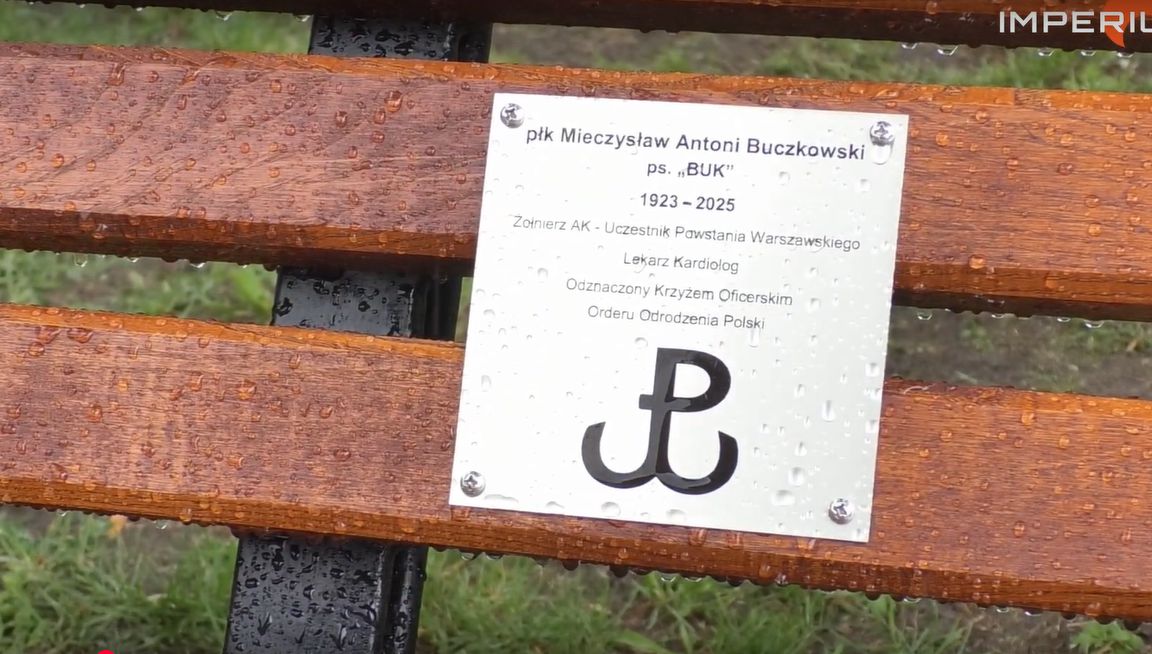 IMPERIU
płk Mieczysław Antoni Buczkowski
ps. „BUK”
1923 – 2025
Żołnierz AK - Uczestnik Powstania Warszawskiego
Lekarz Kardiolog
Odznaczony Krzyżem Oficerskim
Orderu Odrodzenia Polski